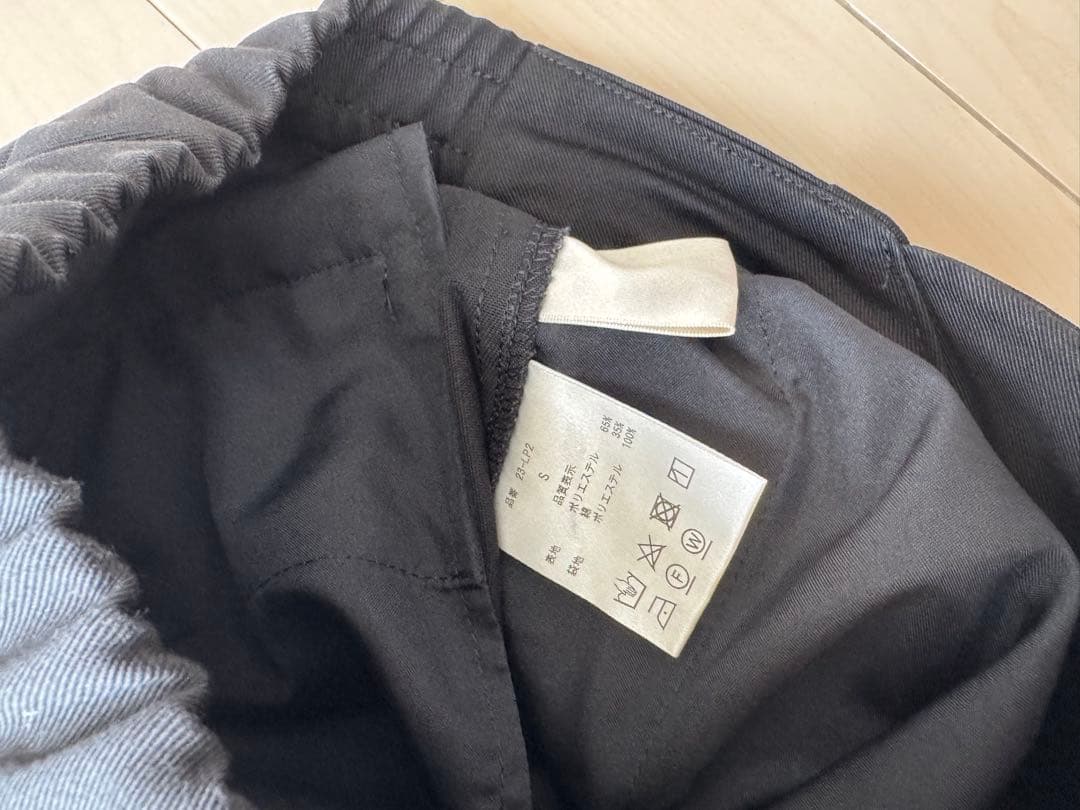 品番 23-LP2
S
品質表示
表地 ポリエステル 65%
綿 35%
袋地 ポリエステル 100%
F W